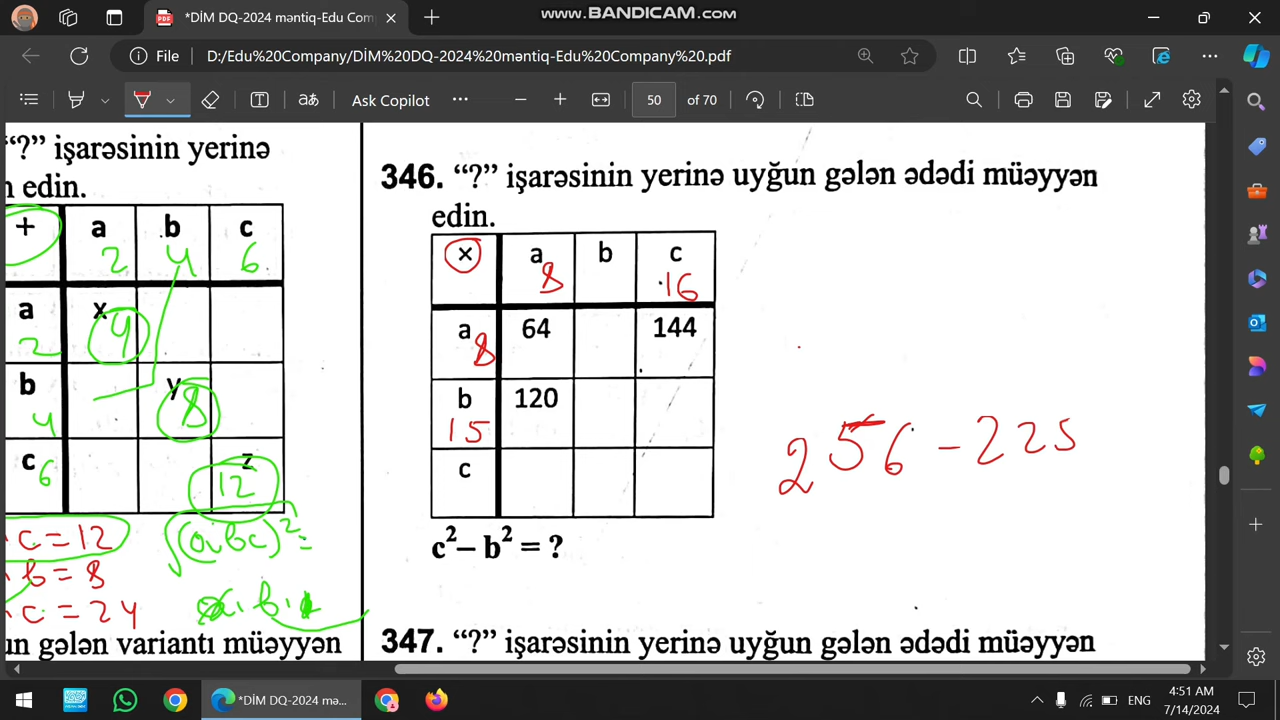 *DİM DQ-2024 məntiq-Edu Com
www.BANDICAM.com
File
D:/Edu%20Company/DİM%20DQ-2024%20məntiq-Edu%20Company%20.pdf
Ask Copilot
50 of 70
“?” işarəsinin yerinə
n edin.
+ a b c
2 4 6
a x
2 4
b y
4 8
c z
6 12
c = 12
b = 8
c = 24
un gələn variantı müəyyən
346. “?” işarəsinin yerinə uyğun gələn ədədi müəyyən
edin.
× a b c
8 16
a 64 144
8
b 120
15
c
256 - 225
c² – b² = ?
347. “?” işarəsinin yerinə uyğun gələn ədədi müəyyən
*DİM DQ-2024 mə...
ENG
4:51 AM
7/14/2024